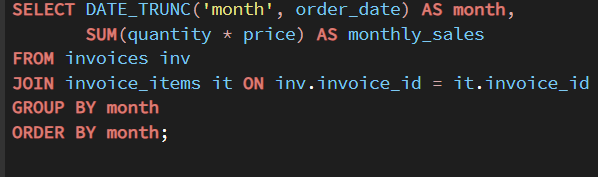 SELECT DATE_TRUNC('month', order_date) AS month,
       SUM(quantity * price) AS monthly_sales
FROM invoices inv
JOIN invoice_items it ON inv.invoice_id = it.invoice_id
GROUP BY month
ORDER BY month;